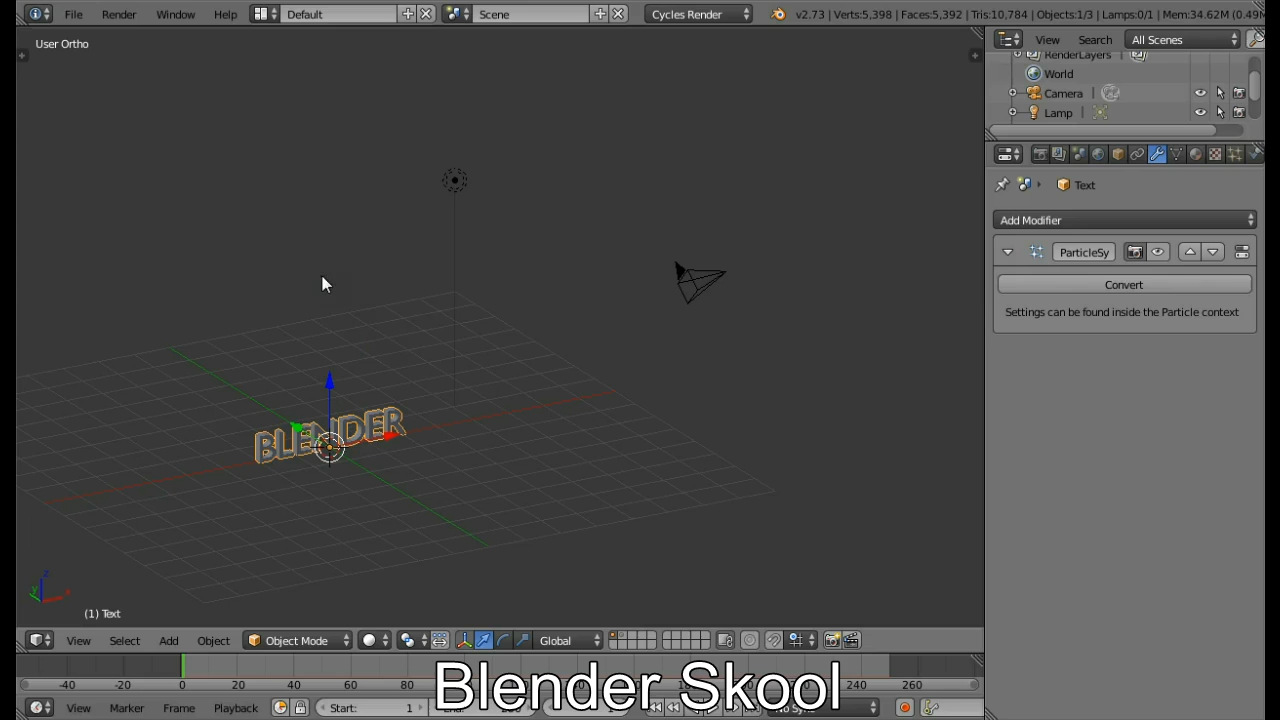 File Render Window Help Default Scene Cycles Render v2.73 | Verts:5,398 | Faces:5,392 | Tris:10,784 | Objects:1/3 | Lamps:0/1 | Mem:34.62M (0.49M
User Ortho
View Search All Scenes
RenderLayers
World
Camera
Lamp
Text
Add Modifier
ParticleSy
Convert
Settings can be found inside the Particle context
BLENDER
(1) Text
View Select Add Object Object Mode Global
-40 -20 0 20 40 60 80 240 260
Blender Skool
View Marker Frame Playback Start: 1 No Sync